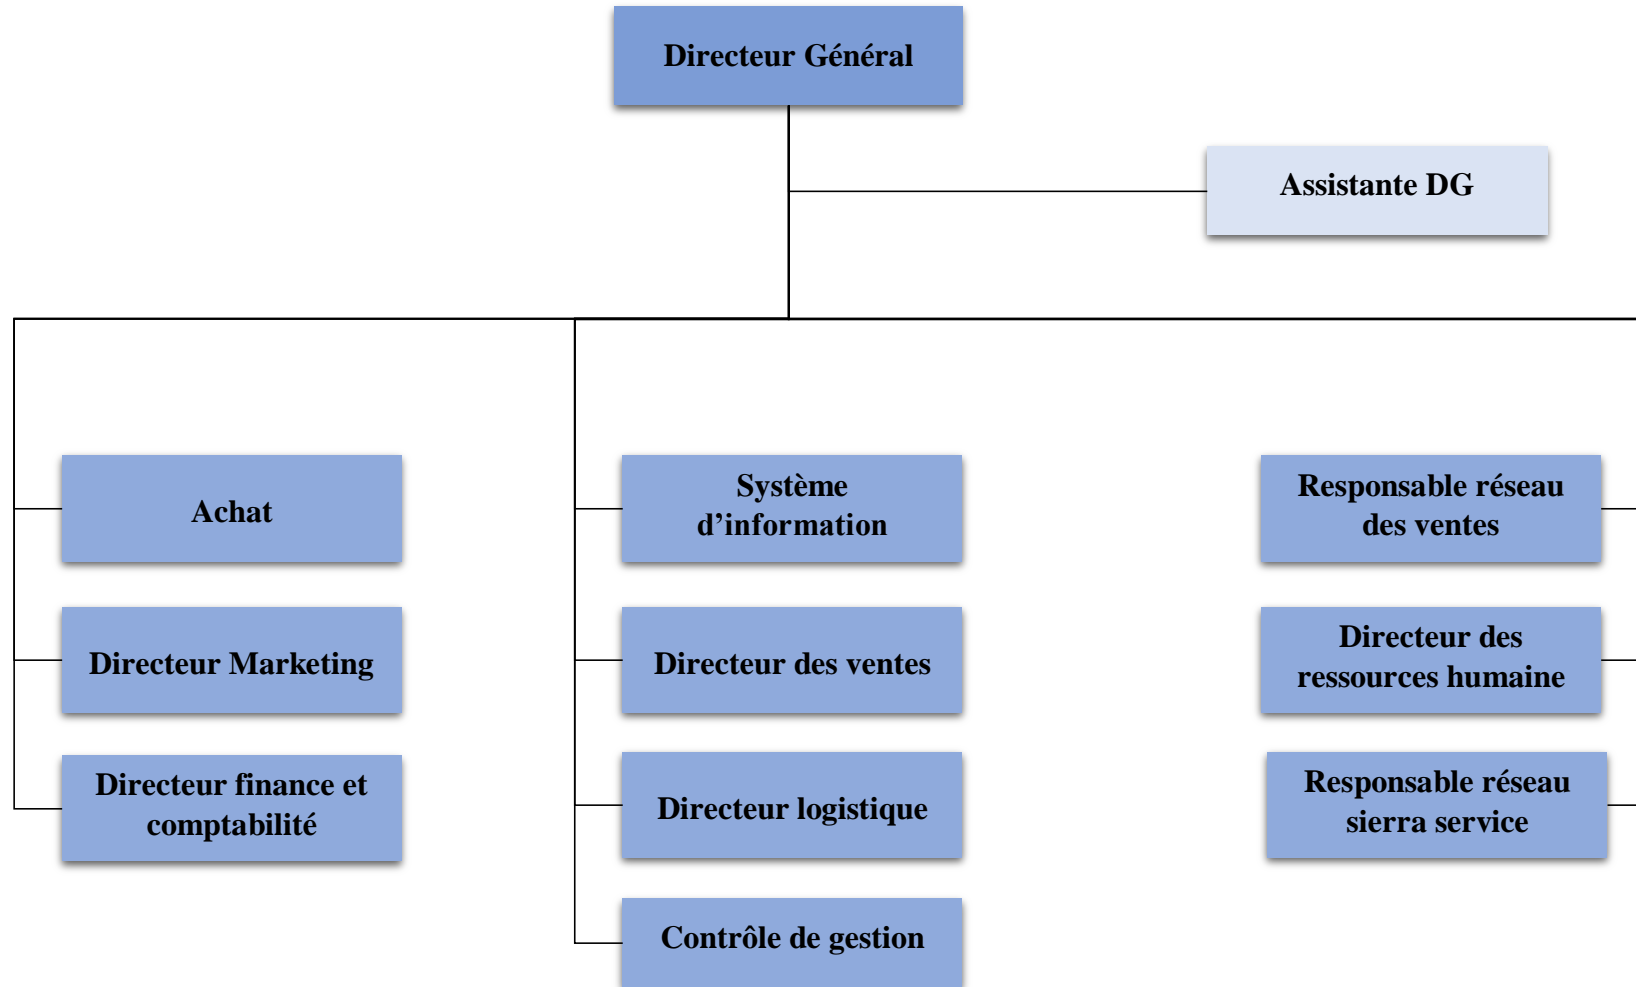 Directeur Général
Assistante DG
Achat
Directeur Marketing
Directeur finance et
comptabilité
Système
d’information
Directeur des ventes
Directeur logistique
Contrôle de gestion
Responsable réseau
des ventes
Directeur des
ressources humaine
Responsable réseau
sierra service